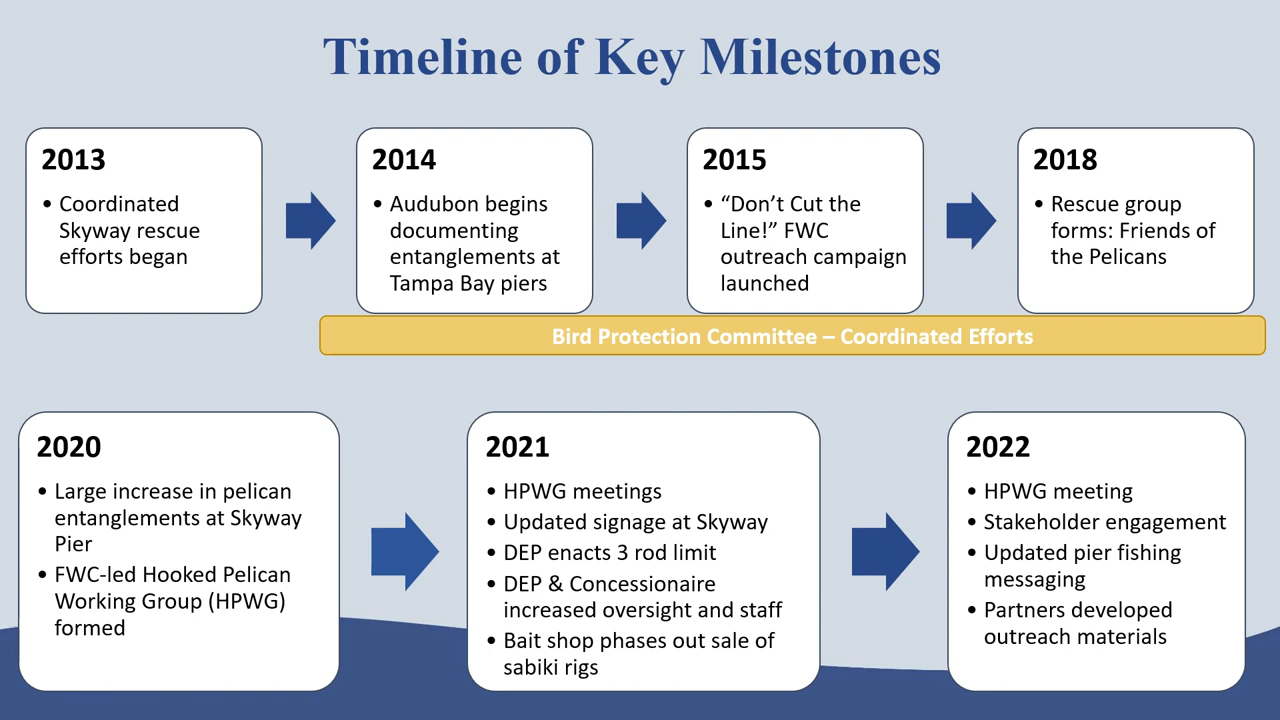 Timeline of Key Milestones
2013
• Coordinated
Skyway rescue
efforts began
2014
• Audubon begins
documenting
entanglements at
Tampa Bay piers
2015
• “Don’t Cut the
Line!” FWC
outreach campaign
launched
2018
• Rescue group
forms: Friends of
the Pelicans
Bird Protection Committee – Coordinated Efforts
2020
• Large increase in pelican
entanglements at Skyway
Pier
• FWC-led Hooked Pelican
Working Group (HPWG)
formed
2021
• HPWG meetings
• Updated signage at Skyway
• DEP enacts 3 rod limit
• DEP & Concessionaire
increased oversight and staff
• Bait shop phases out sale of
sabiki rigs
2022
• HPWG meeting
• Stakeholder engagement
• Updated pier fishing
messaging
• Partners developed
outreach materials